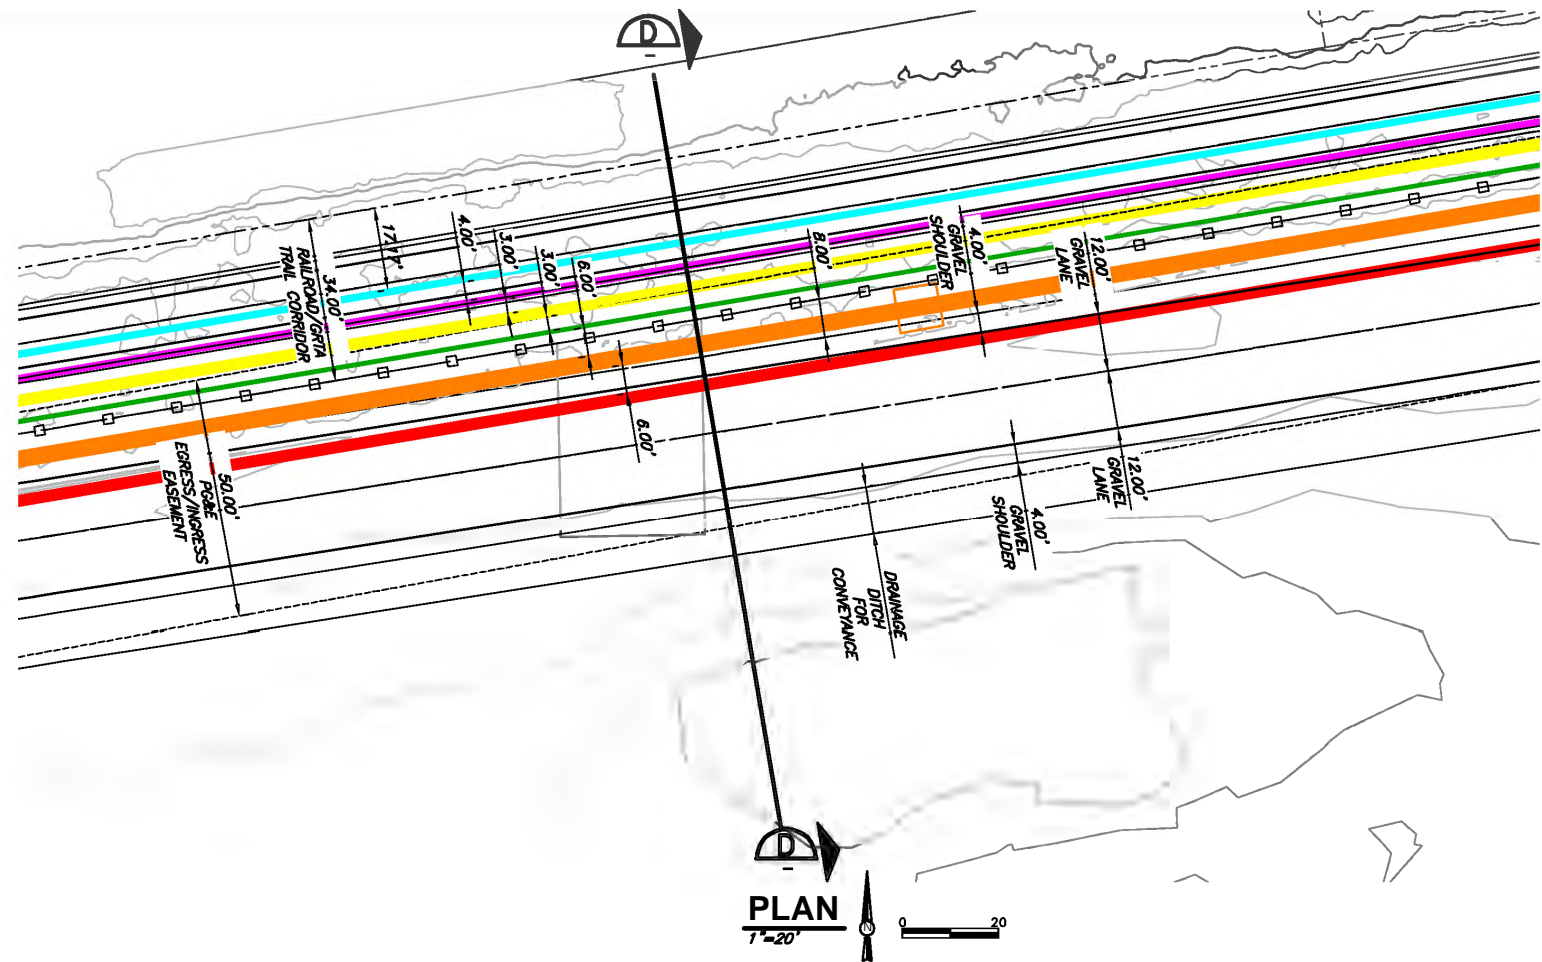 D
-
17.77'
4.00'
3.00'
3.00'
6.00'
34.00'
RAILROAD/GRTA
TRAIL CORRIDOR
8.00'
4.00'
GRAVEL
SHOULDER
12.00'
GRAVEL
LANE
6.00'
50.00'
PG&E
EGRESS/INGRESS
EASEMENT
12.00'
GRAVEL
LANE
4.00'
GRAVEL
SHOULDER
DRAINAGE
DITCH
FOR
CONVEYANCE
D
-
PLAN
1"=20'
N
0 20